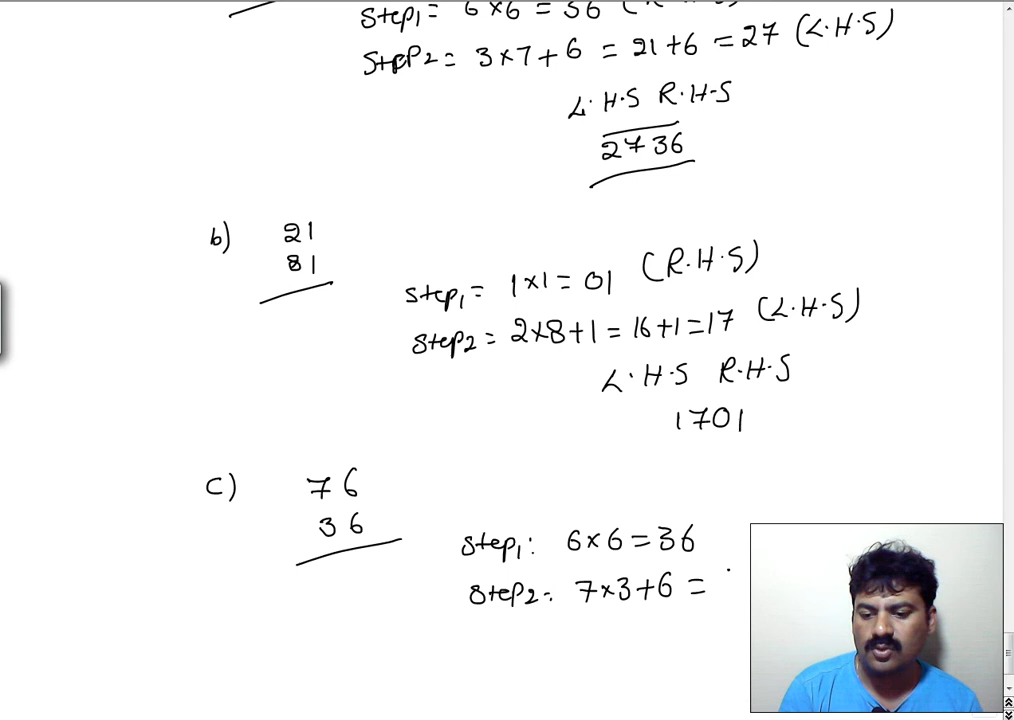 Step1= 6×6 = 36 (R.H.S)
Step2= 3×7+6 = 21+6 = 27 (L.H.S)
L.H.S R.H.S
2736
b) 21
81
Step1= 1×1= 01 (R.H.S)
Step2= 2×8+1 = 16+1=17 (L.H.S)
L.H.S R.H.S
1701
c) 76
36
Step1: 6×6=36
Step2: 7×3+6 =